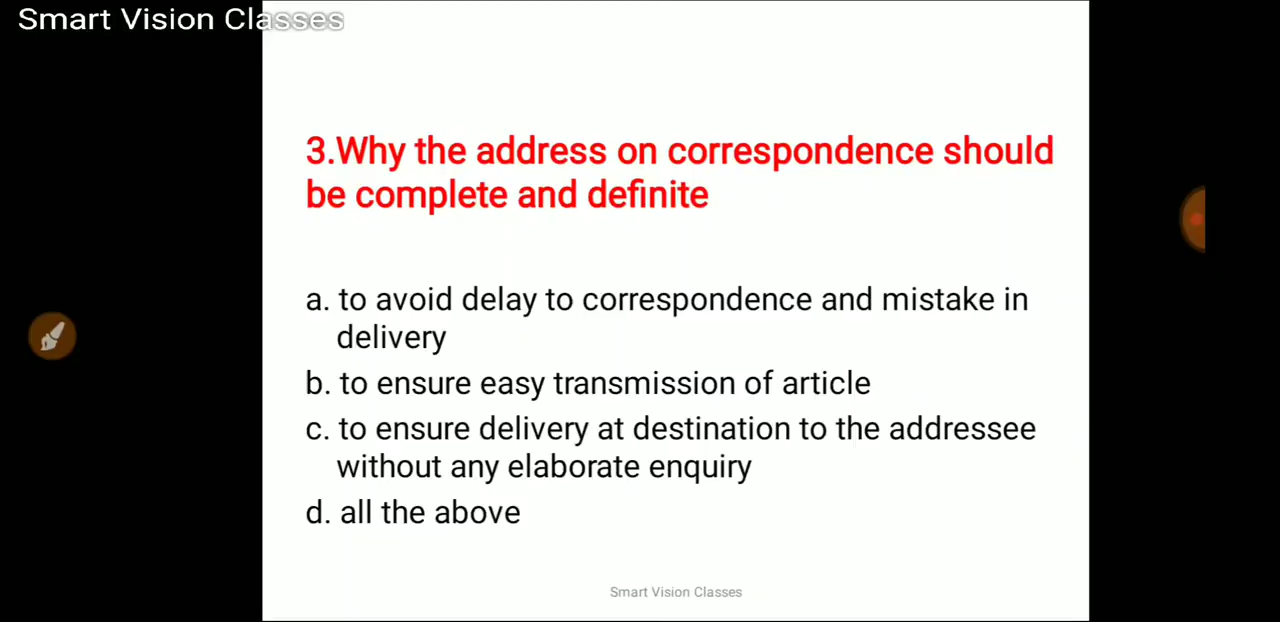 Smart Vision Classes
3.Why the address on correspondence should
be complete and definite
a. to avoid delay to correspondence and mistake in
delivery
b. to ensure easy transmission of article
c. to ensure delivery at destination to the addressee
without any elaborate enquiry
d. all the above
Smart Vision Classes